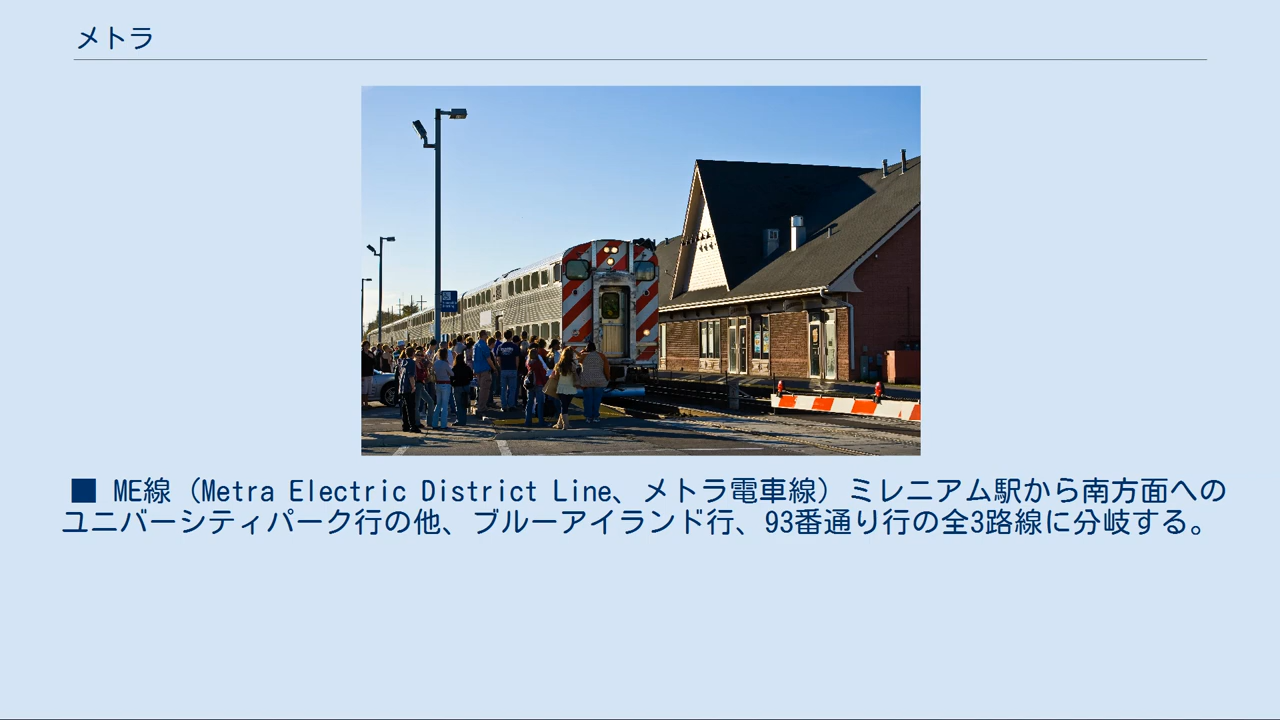 メトラ
■ ME線（Metra Electric District Line、メトラ電車線）ミレニアム駅から南方面への
ユニバーシティパーク行の他、ブルーアイランド行、93番通り行の全3路線に分岐する。